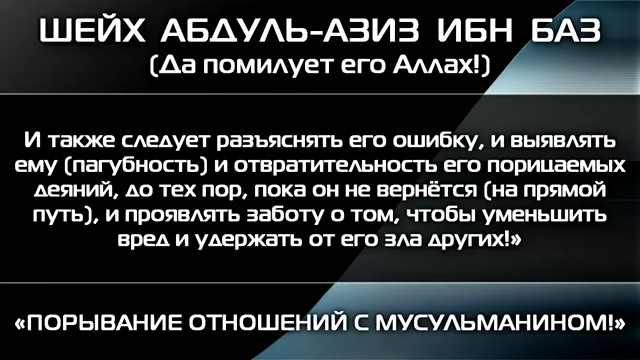 ШЕЙХ АБДУЛЬ-АЗИЗ ИБН БАЗ
(Да помилует его Аллах!)
И также следует разъяснять его ошибку, и выявлять
ему (пагубность) и отвратительность его порицаемых
деяний, до тех пор, пока он не вернётся (на прямой
путь), и проявлять заботу о том, чтобы уменьшить
вред и удержать от его зла других!»
«ПОРЫВАНИЕ ОТНОШЕНИЙ С МУСУЛЬМАНИНОМ!»